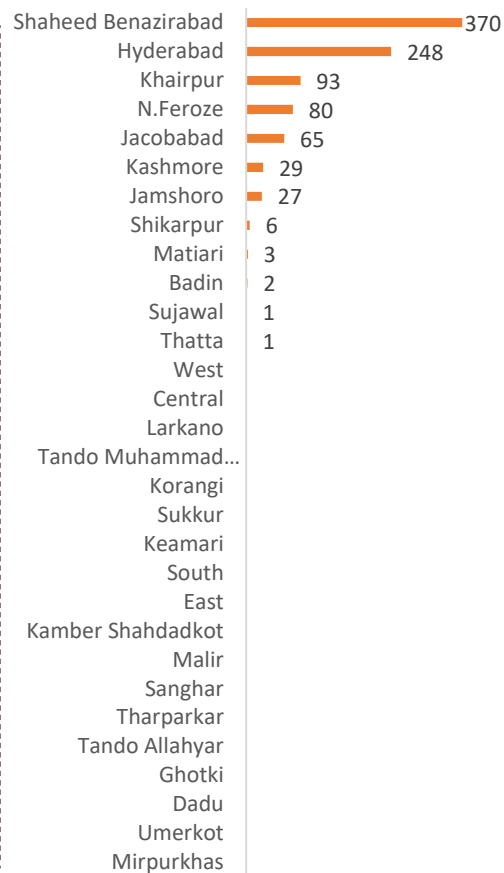 Shaheed Benazirabad 370
Hyderabad 248
Khairpur 93
N.Feroze 80
Jacobabad 65
Kashmore 29
Jamshoro 27
Shikarpur 6
Matiari 3
Badin 2
Sujawal 1
Thatta 1
West
Central
Larkano
Tando Muhammad...
Korangi
Sukkur
Keamari
South
East
Kamber Shahdadkot
Malir
Sanghar
Tharparkar
Tando Allahyar
Ghotki
Dadu
Umerkot
Mirpurkhas